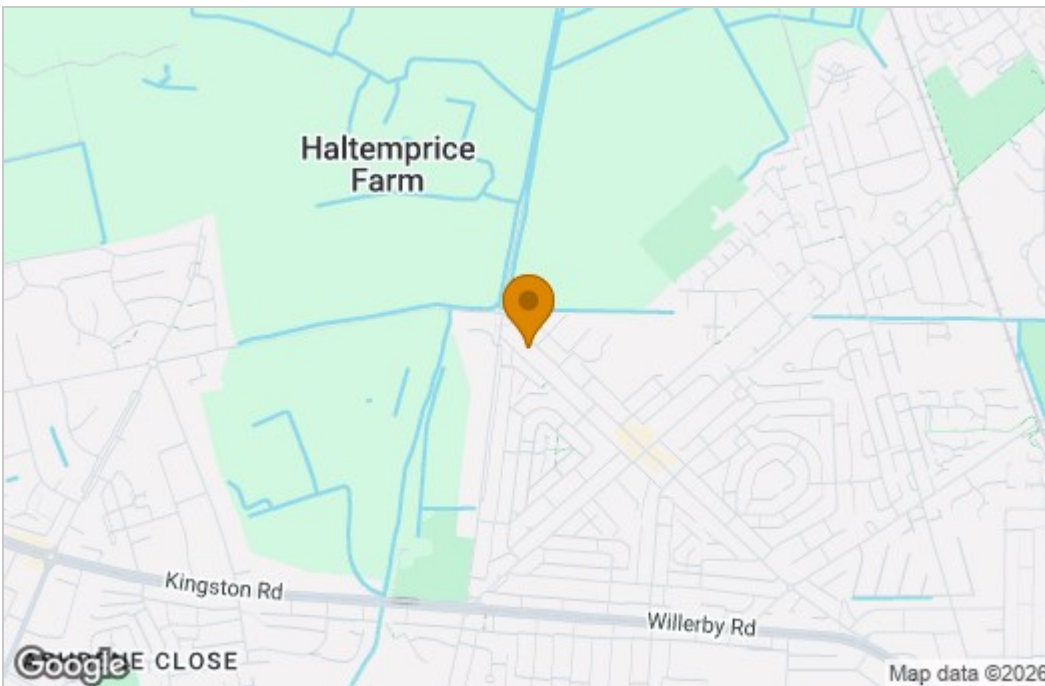 Haltemprice
Farm
Kingston Rd
Willerby Rd
CLOSE
Google
Map data ©2026